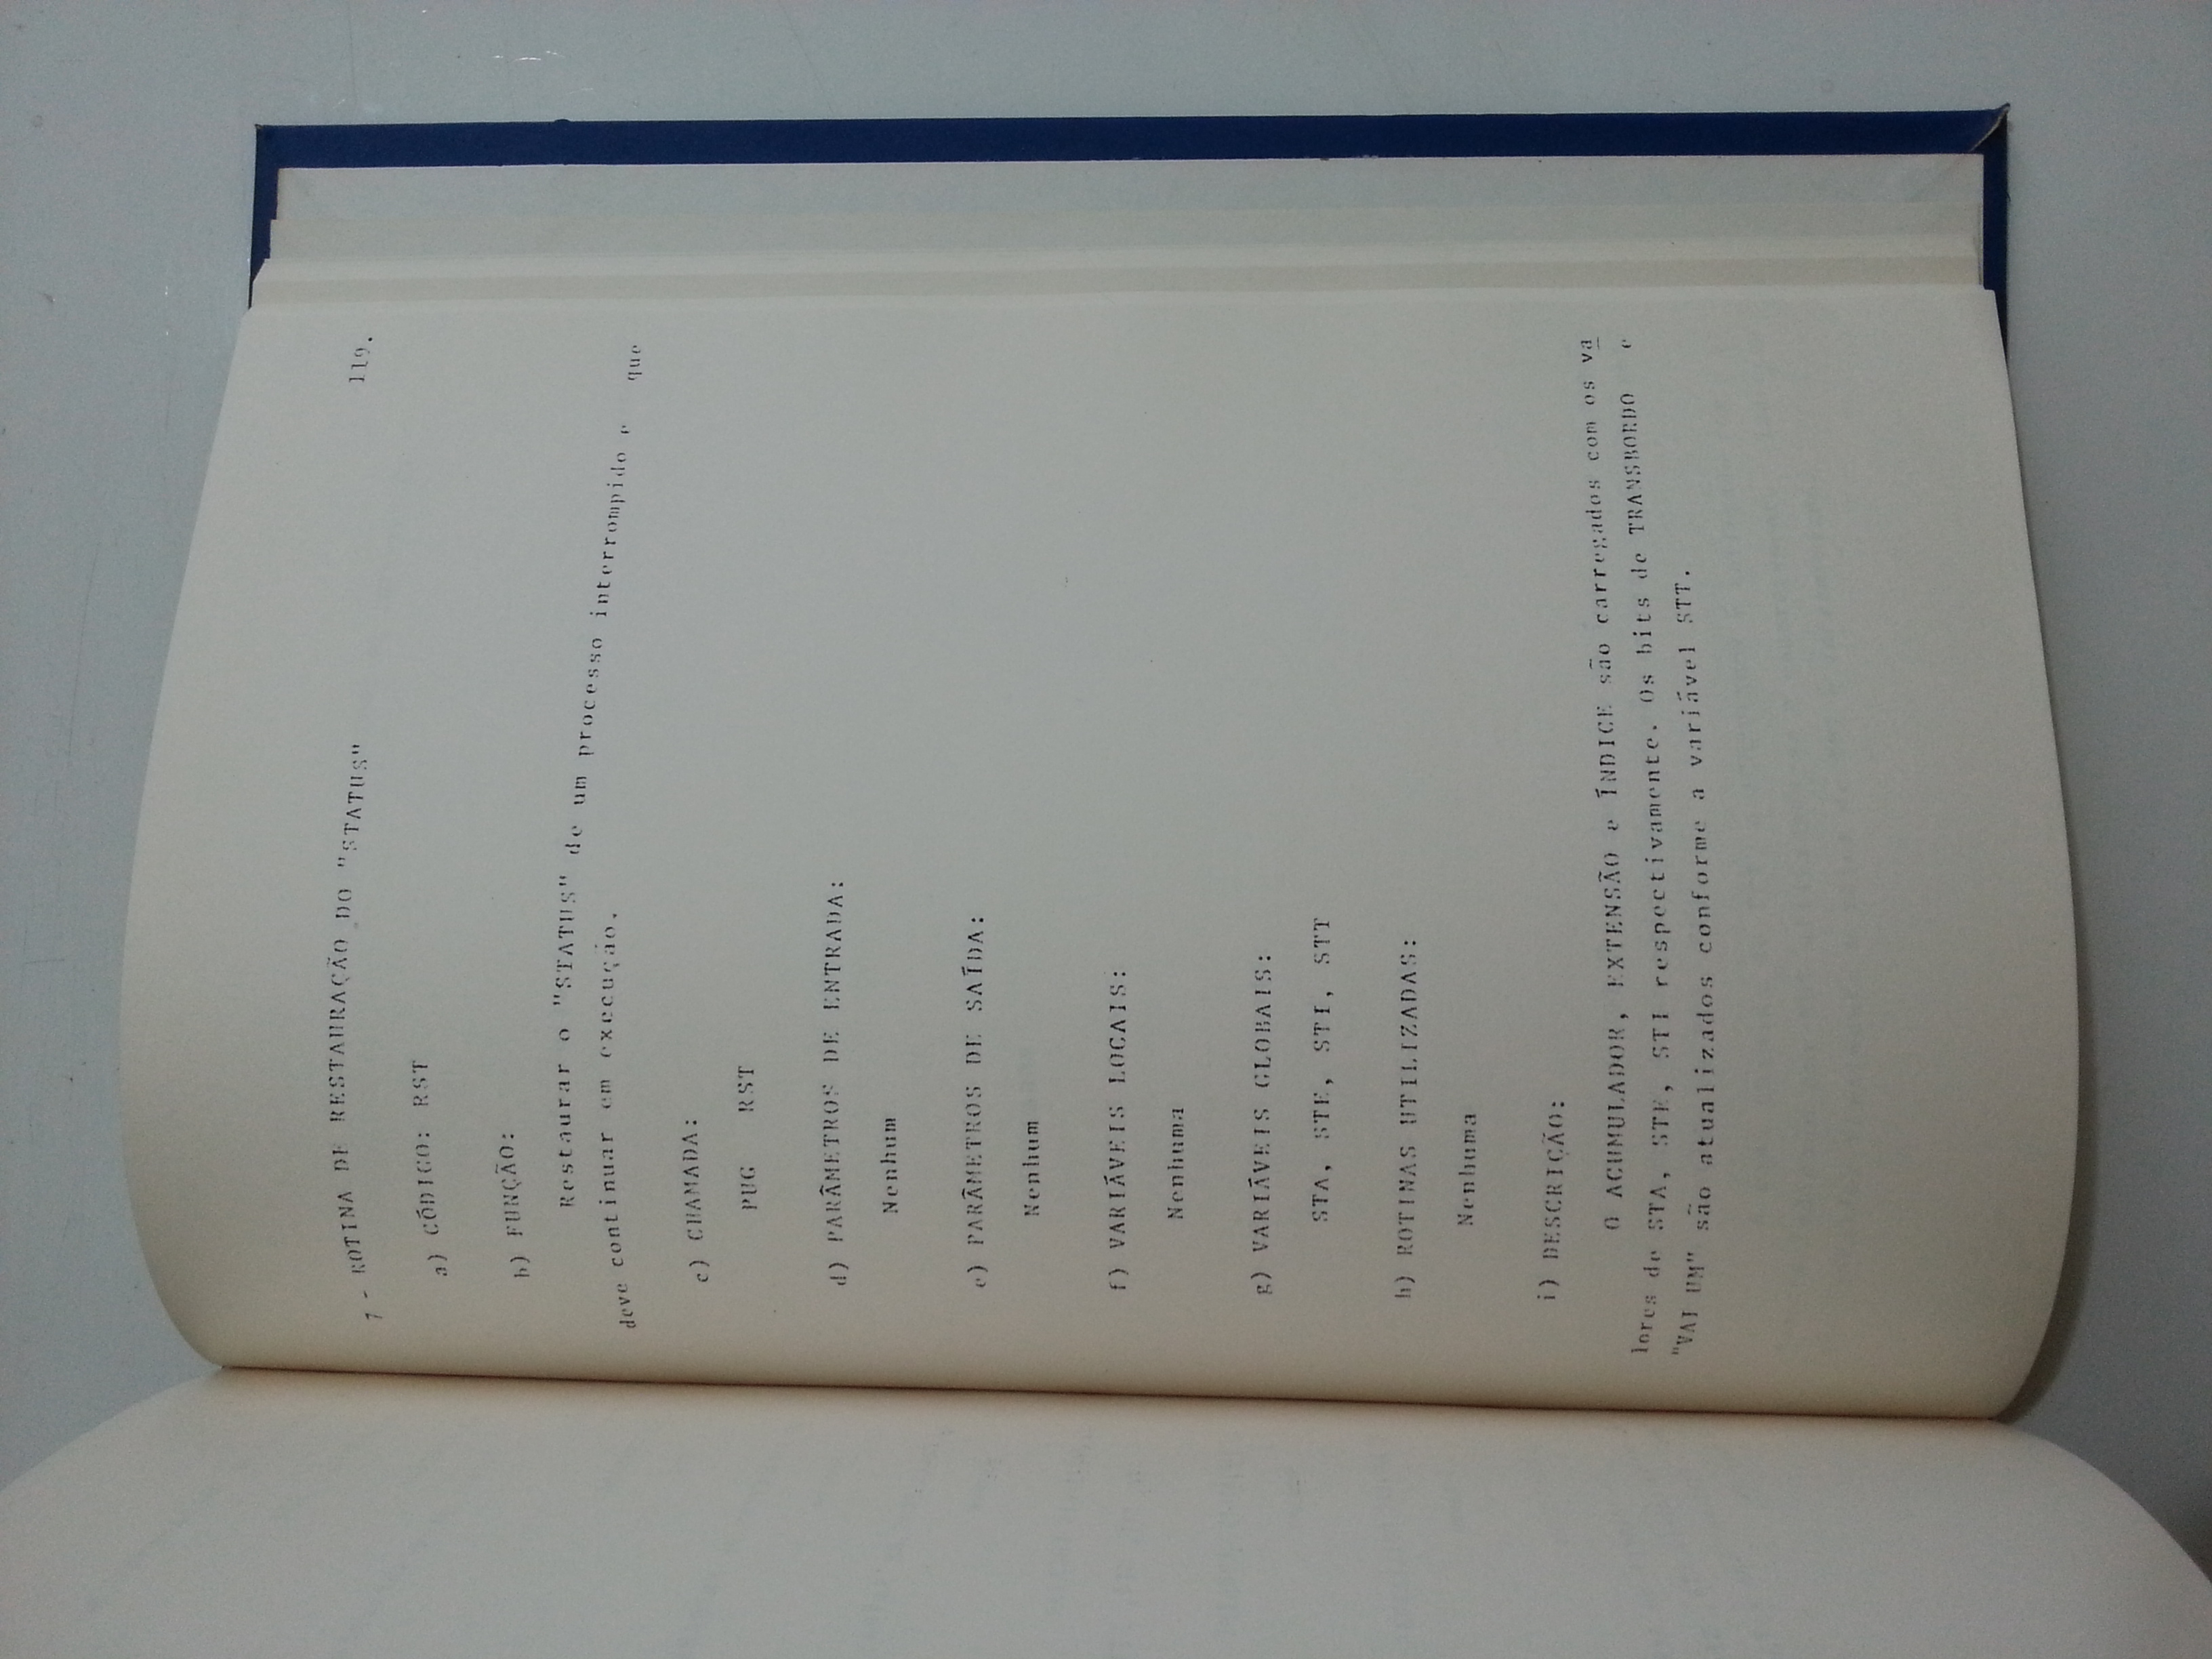 119.
7 - ROTINA DE RESTAURAÇÃO DO "STATUS"
a) CÓDIGO: RST
b) FUNÇÃO:
Restaurar o "STATUS" de um processo interrompido e que
deve continuar em execução.
c) CHAMADA:
PUG RST
d) PARÂMETROS DE ENTRADA:
Nenhum
e) PARÂMETROS DE SAÍDA:
Nenhum
f) VARIÁVEIS LOCAIS:
Nenhuma
g) VARIÁVEIS GLOBAIS:
STA, STE, STI, STT
h) ROTINAS UTILIZADAS:
Nenhuma
i) DESCRIÇÃO:
O ACUMULADOR, EXTENSÃO e ÍNDICE são carregados com os va
lores de STA, STE, STI respectivamente. Os bits de TRANSBORDO e
"VAI UM" são atualizados conforme a variável STT.